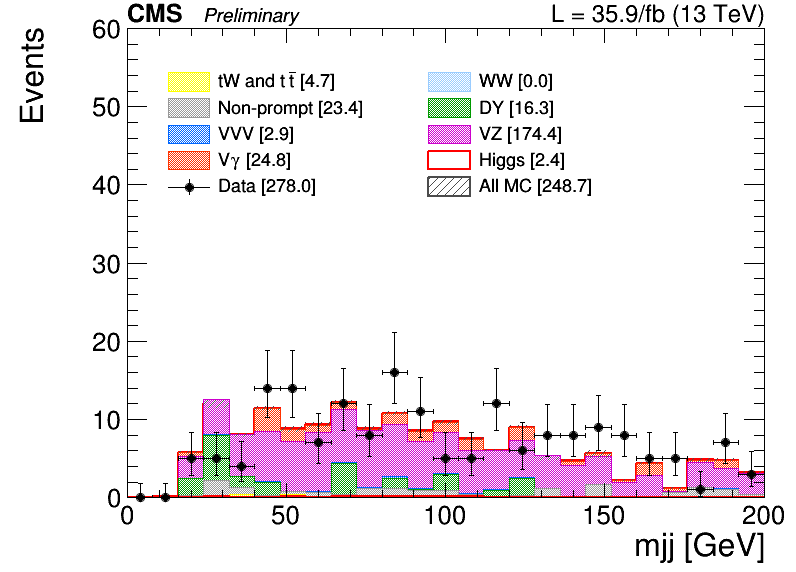 CMS Preliminary L = 35.9/fb (13 TeV)
Events
60
50
40
30
20
10
0
tW and t t̄ [4.7]
Non-prompt [23.4]
VVV [2.9]
Vγ [24.8]
Data [278.0]
WW [0.0]
DY [16.3]
VZ [174.4]
Higgs [2.4]
All MC [248.7]
0 50 100 150 200
mjj [GeV]